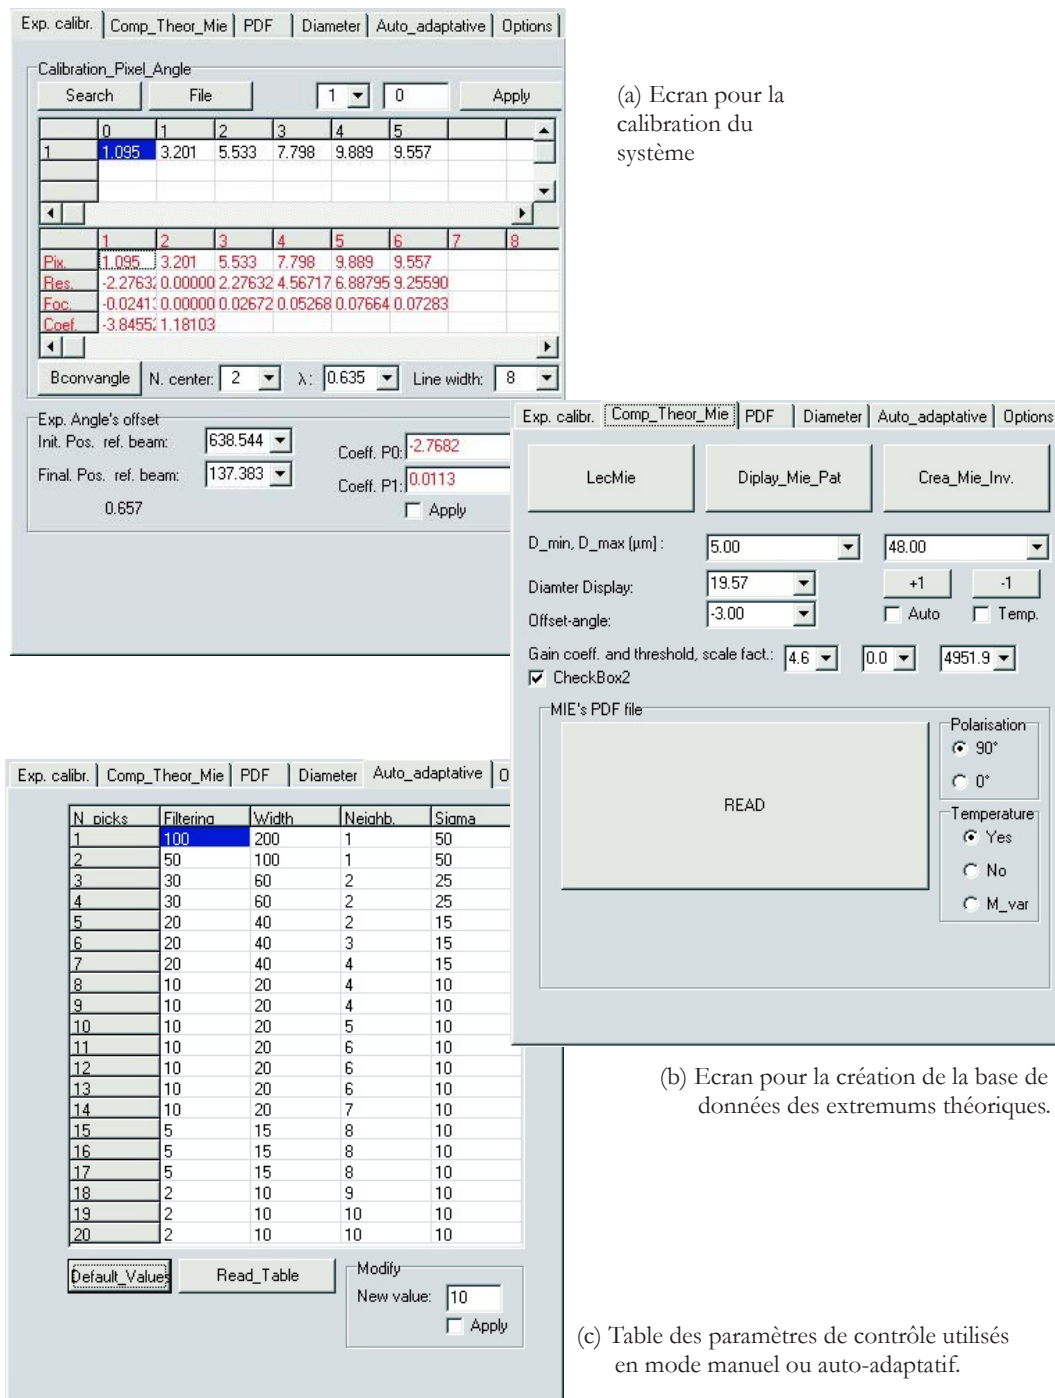 Exp. calibr. Comp_Theor_Mie PDF Diameter Auto_adaptative Options
Calibration_Pixel_Angle
Search File 1 0 Apply
0 1 2 3 4 5
1 1.095 3.201 5.533 7.798 9.889 9.557
1 2 3 4 5 6 7 8
Pix. 1.095 3.201 5.533 7.798 9.889 9.557
Res. -2.2763 0.00000 2.27632 4.56717 6.88795 9.25590
Foc. -0.0241 0.00000 0.02672 0.05268 0.07664 0.07283
Coef. -3.8455 1.18103
Bconvangle N. center: 2 λ: 0.635 Line width: 8
Exp. Angle's offset
Init. Pos. ref. beam: 638.544 Coeff. P0: -2.7682
Final. Pos. ref. beam: 137.383 Coeff. P1: 0.0113
0.657 Apply
(a) Ecran pour la
calibration du
système
Exp. calibr. Comp_Theor_Mie PDF Diameter Auto_adaptative Options
LecMie Diplay_Mie_Pat Crea_Mie_Inv.
D_min, D_max (µm) : 5.00 48.00
Diamter Display: 19.57 +1 -1
Offset-angle: -3.00 Auto Temp.
Gain coeff. and threshold, scale fact.: 4.6 0.0 4951.9
CheckBox2
MIE's PDF file
READ
Polarisation
90°
0°
Temperature
Yes
No
M_var
(b) Ecran pour la création de la base de
données des extremums théoriques.
Exp. calibr. Comp_Theor_Mie PDF Diameter Auto_adaptative O
N_picks Filtering Width Neighb. Sigma
1 100 200 1 50
2 50 100 1 50
3 30 60 2 25
4 30 60 2 25
5 20 40 2 15
6 20 40 3 15
7 20 40 4 15
8 10 20 4 10
9 10 20 4 10
10 10 20 5 10
11 10 20 6 10
12 10 20 6 10
13 10 20 6 10
14 10 20 7 10
15 5 15 8 10
16 5 15 8 10
17 5 15 8 10
18 2 10 9 10
19 2 10 10 10
20 2 10 10 10
Default_Values Read_Table
Modify
New value: 10
Apply
(c) Table des paramètres de contrôle utilisés
en mode manuel ou auto-adaptatif.